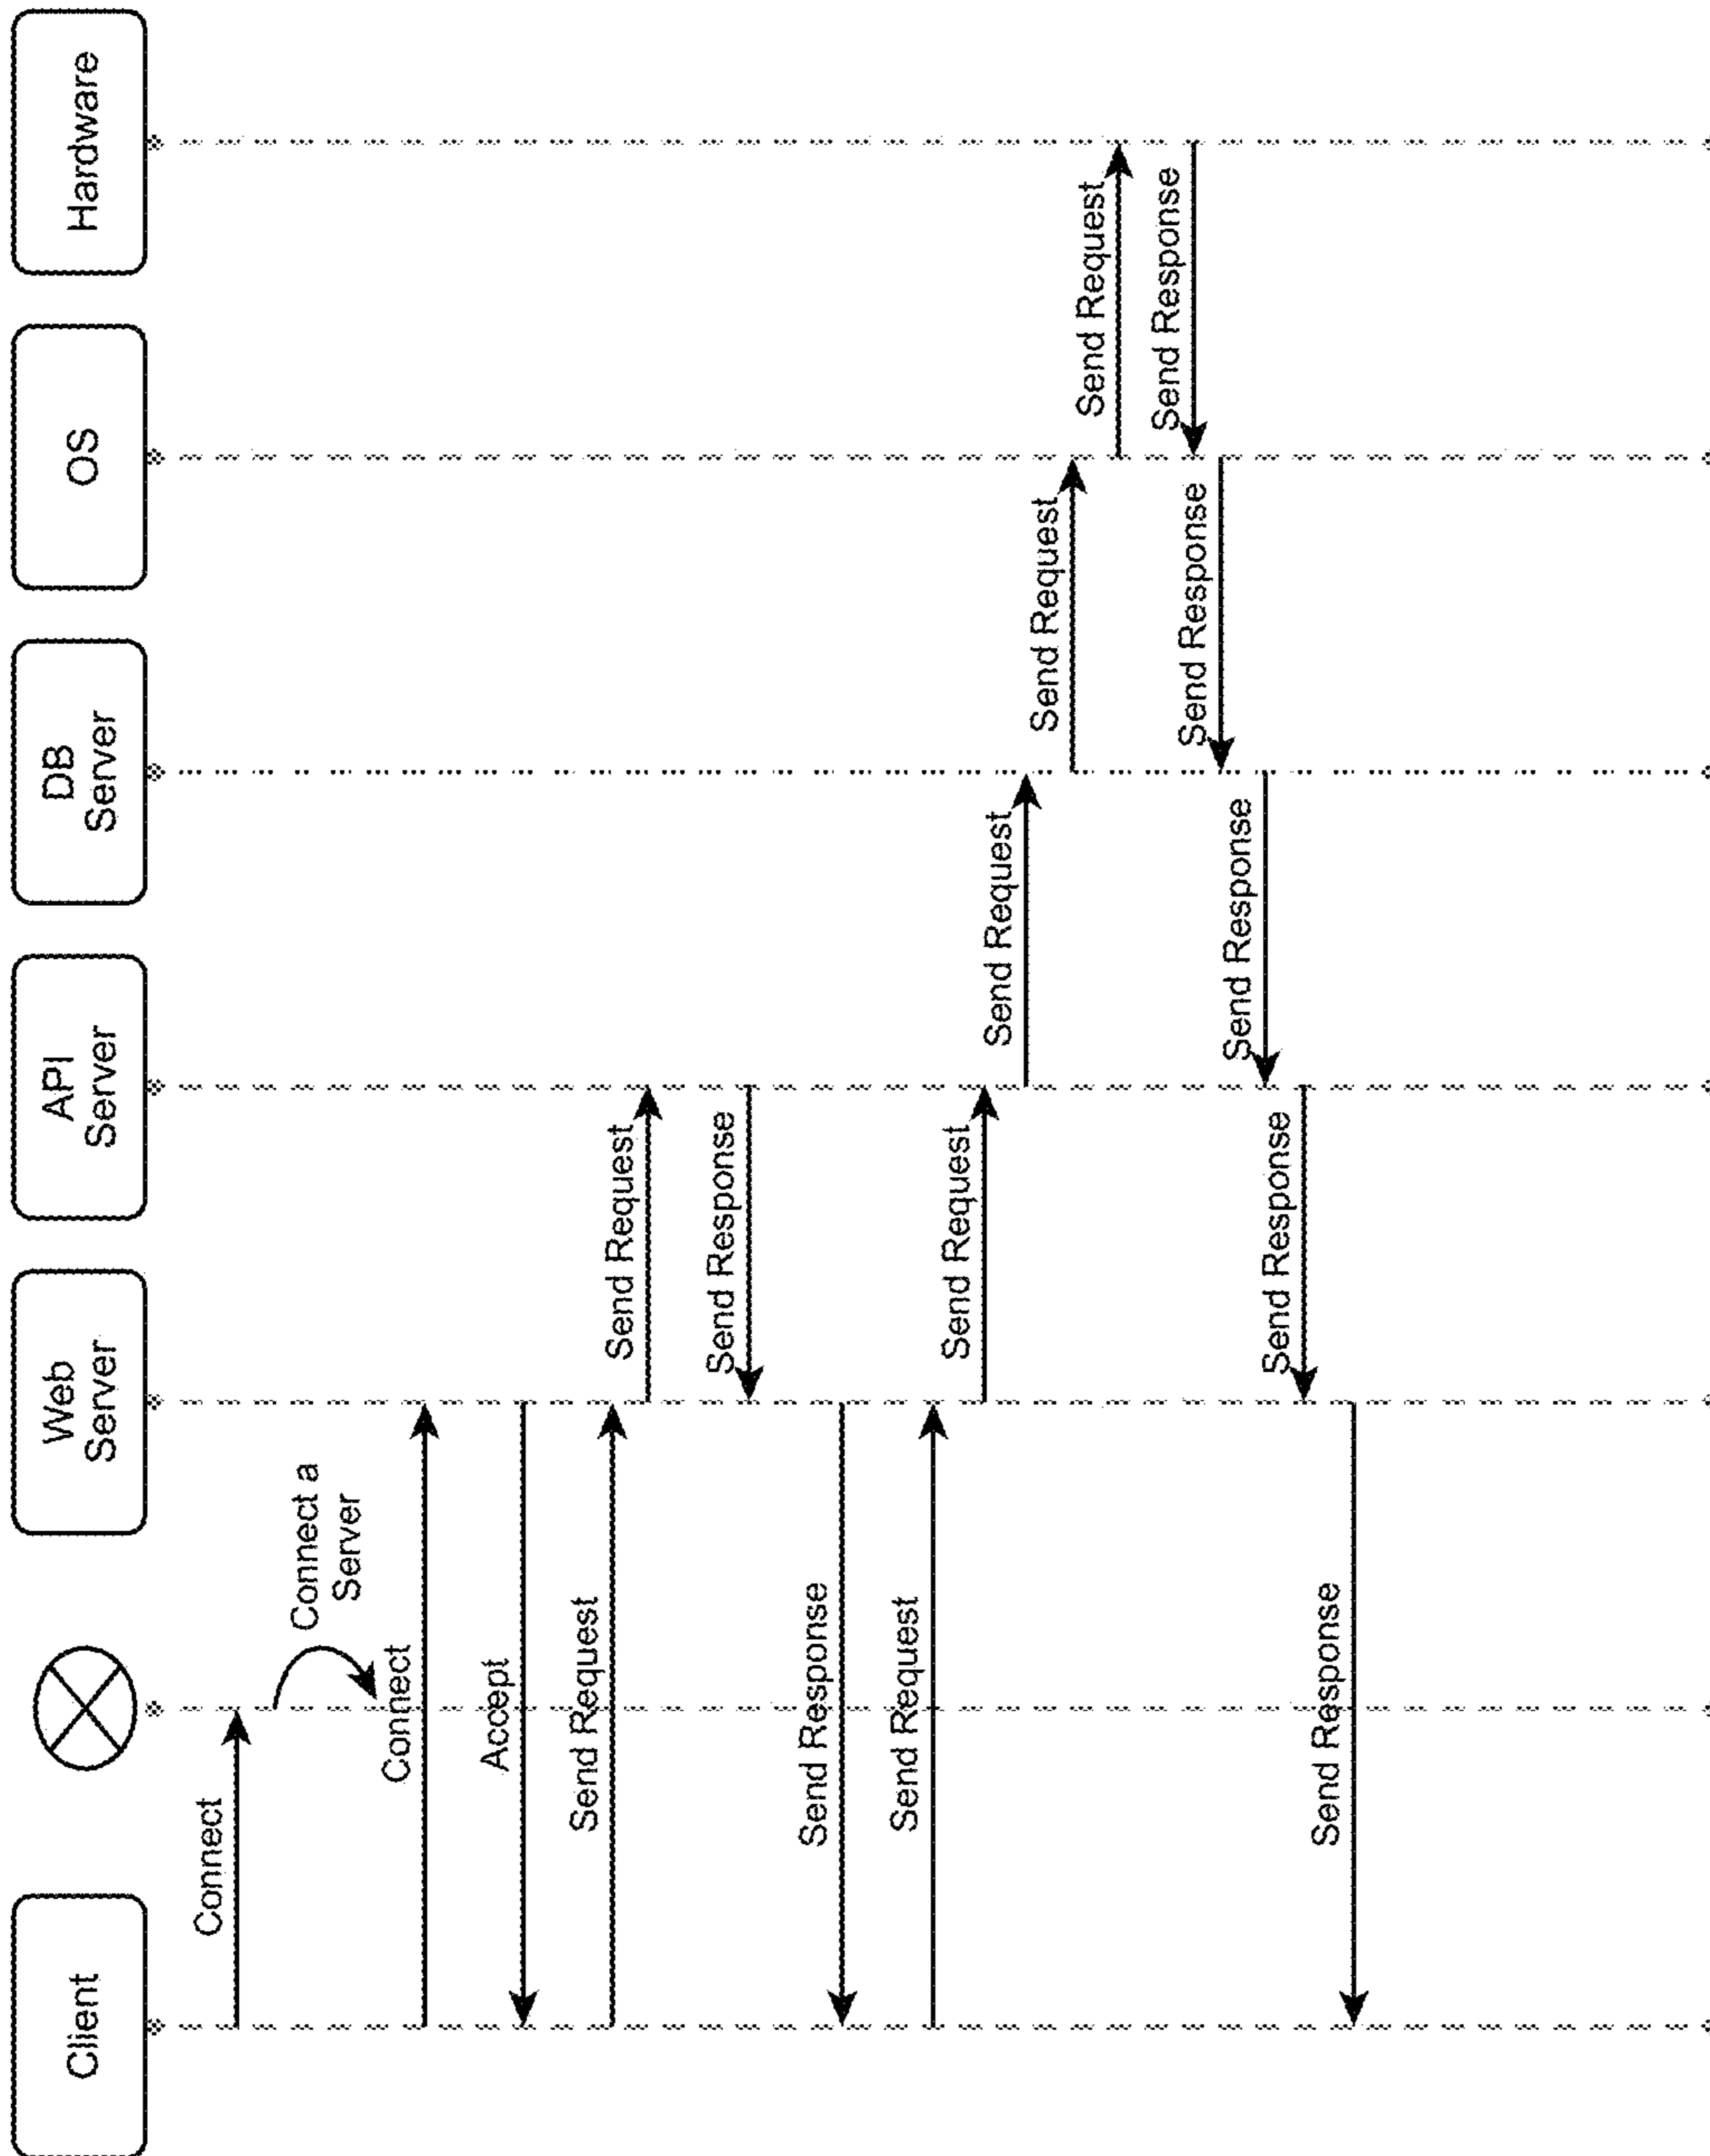 Client
Web
Server
API
Server
DB
Server
OS
Hardware
Connect
Connect a
Server
Connect
Accept
Send Request
Send Request
Send Response
Send Response
Send Request
Send Request
Send Request
Send Request
Send Request
Send Response
Send Response
Send Response
Send Response
Send Response